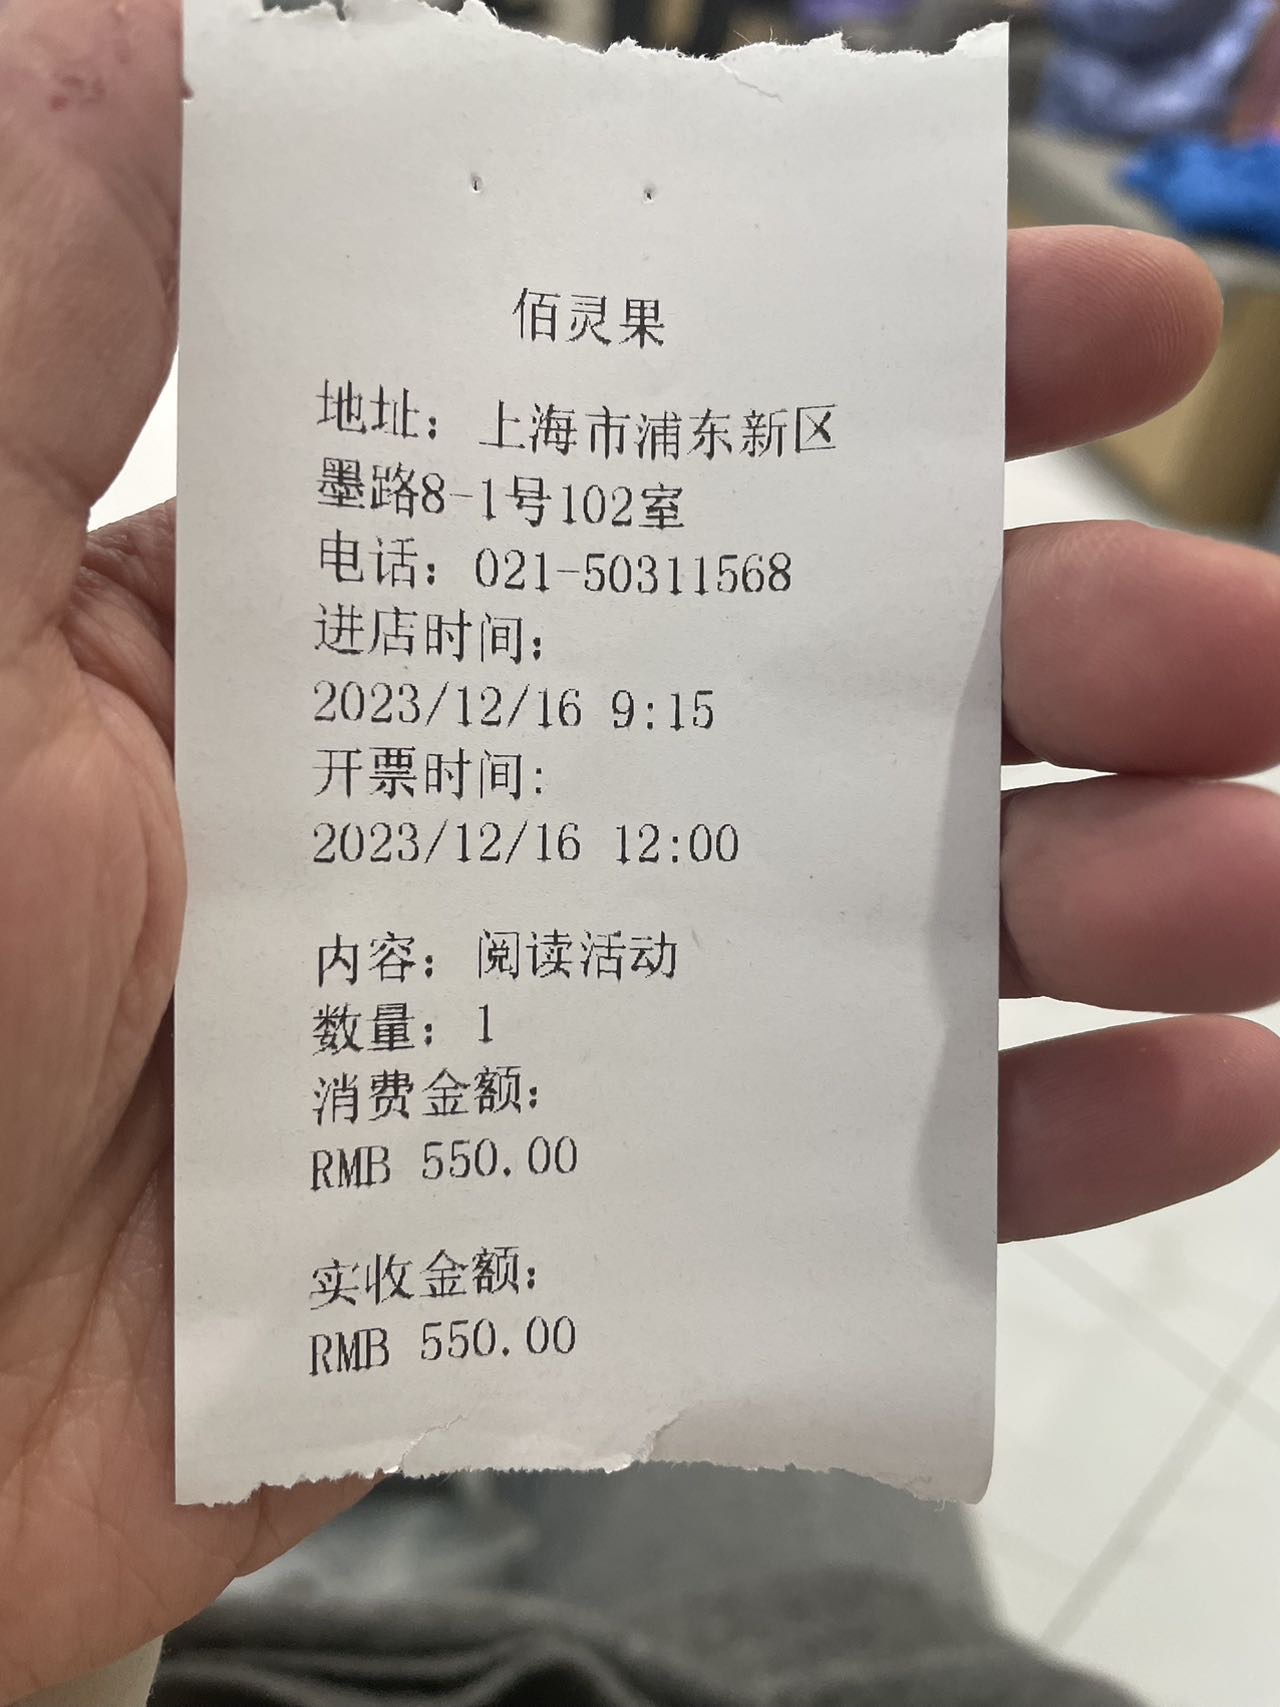 佰灵果
地址：上海市浦东新区
墨路8-1号102室
电话：021-50311568
进店时间：
2023/12/16 9:15
开票时间：
2023/12/16 12:00
内容：阅读活动
数量：1
消费金额：
RMB 550.00
实收金额：
RMB 550.00